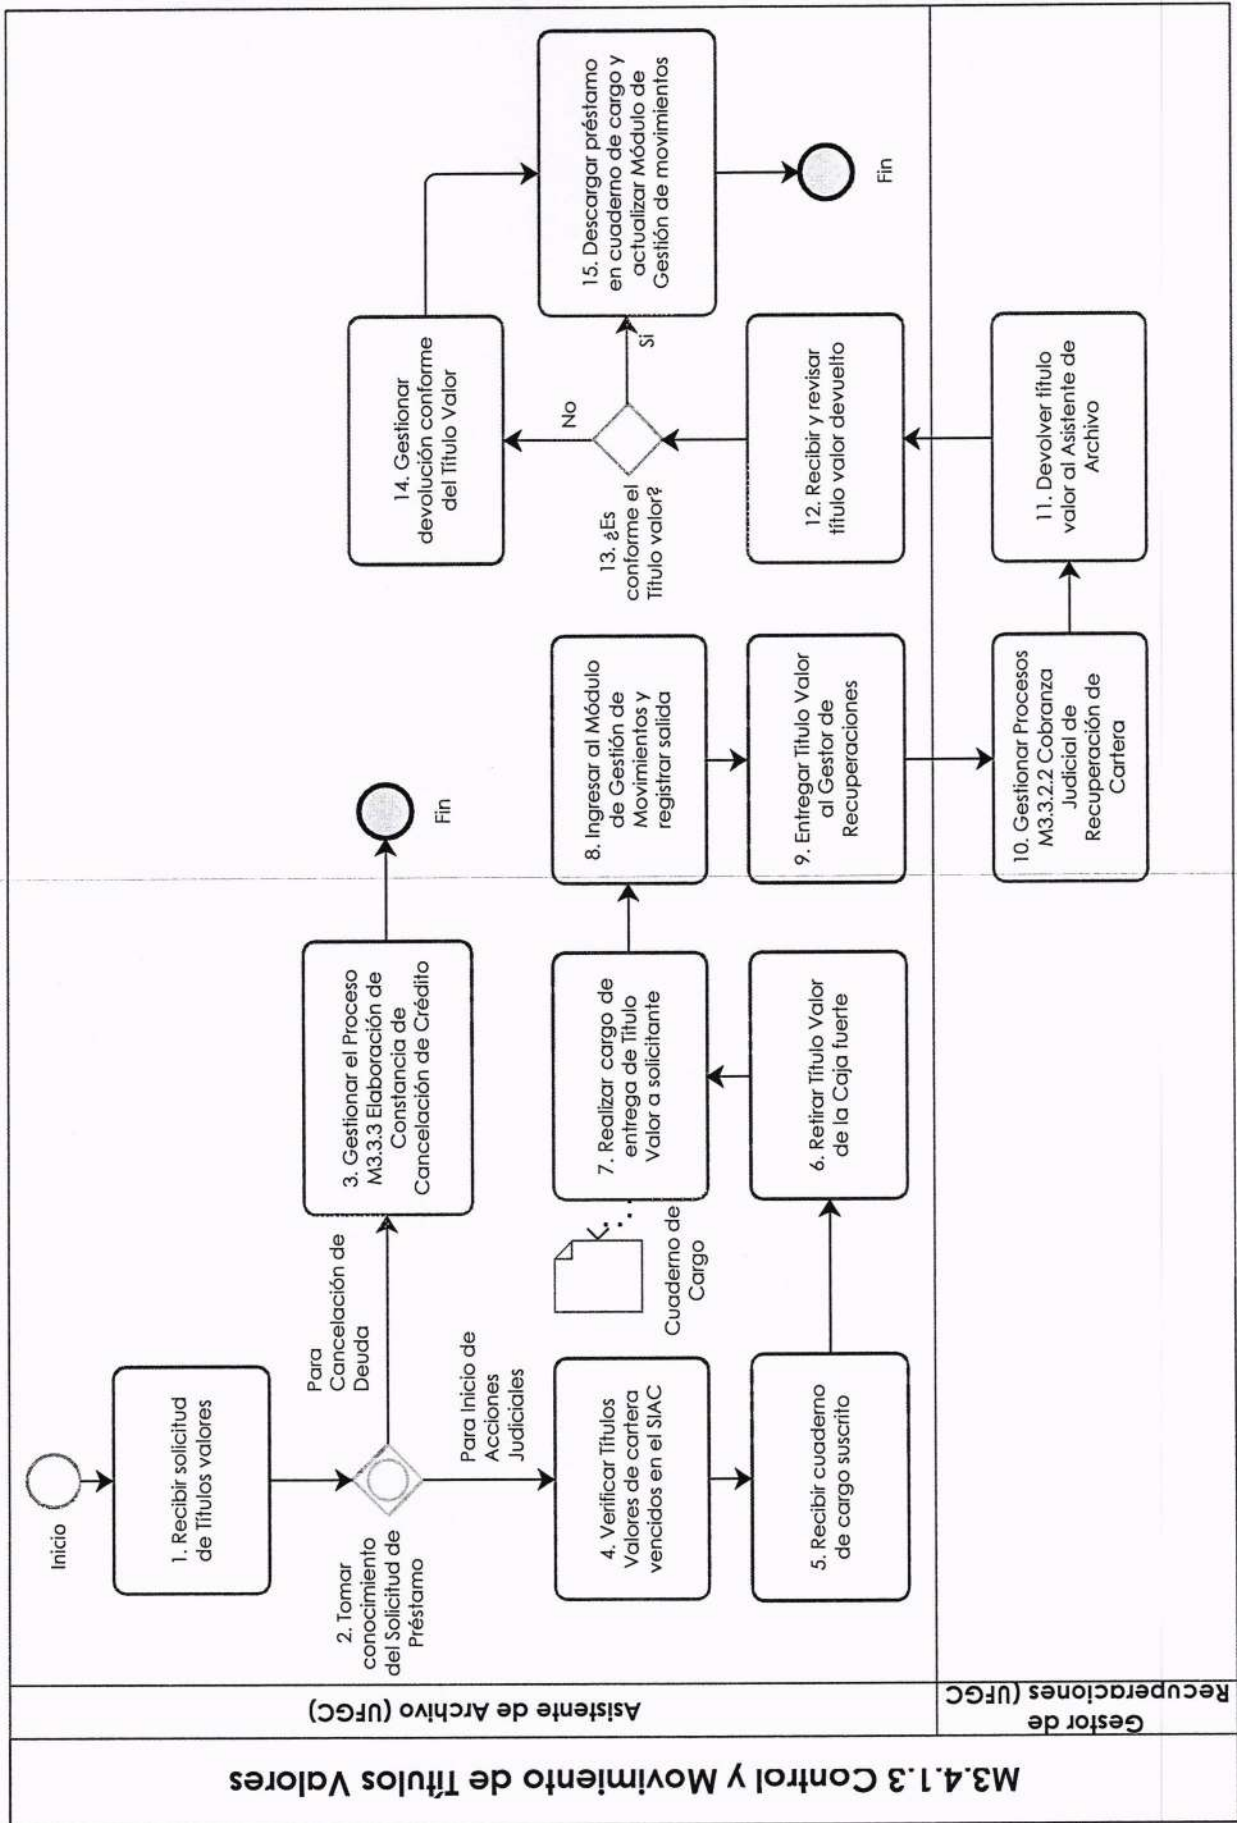 M3.4.1.3 Control y Movimiento de Títulos Valores
Asistente de Archivo (UFGC)
Gestor de
Recuperaciones (UFGC
Inicio
1. Recibir solicitud
de Títulos valores
2. Tomar
conocimiento
del Solicitud de
Préstamo
Para
Cancelación de
Deuda
3. Gestionar el Proceso
M3.3.3 Elaboración de
Constancia de
Cancelación de Crédito
Fin
Para Inicio de
Acciones
Judiciales
4. Verificar Títulos
Valores de cartera
vencidos en el SIAC
5. Recibir cuaderno
de cargo suscrito
6. Retirar Título Valor
de la Caja fuerte
7. Realizar cargo de
entrega de Título
Valor a solicitante
Cuaderno de
Cargo
8. Ingresar al Módulo
de Gestión de
Movimientos y
registrar salida
9. Entregar Titulo Valor
al Gestor de
Recuperaciones
10. Gestionar Procesos
M3.3.2.2 Cobranza
Judicial de
Recuperación de
Cartera
11. Devolver título
valor al Asistente de
Archivo
12. Recibir y revisar
título valor devuelto
13. ¿Es
conforme el
Título valor?
No
Si
14. Gestionar
devolución conforme
del Título Valor
15. Descargar préstamo
en cuaderno de cargo y
actualizar Módulo de
Gestión de movimientos
Fin